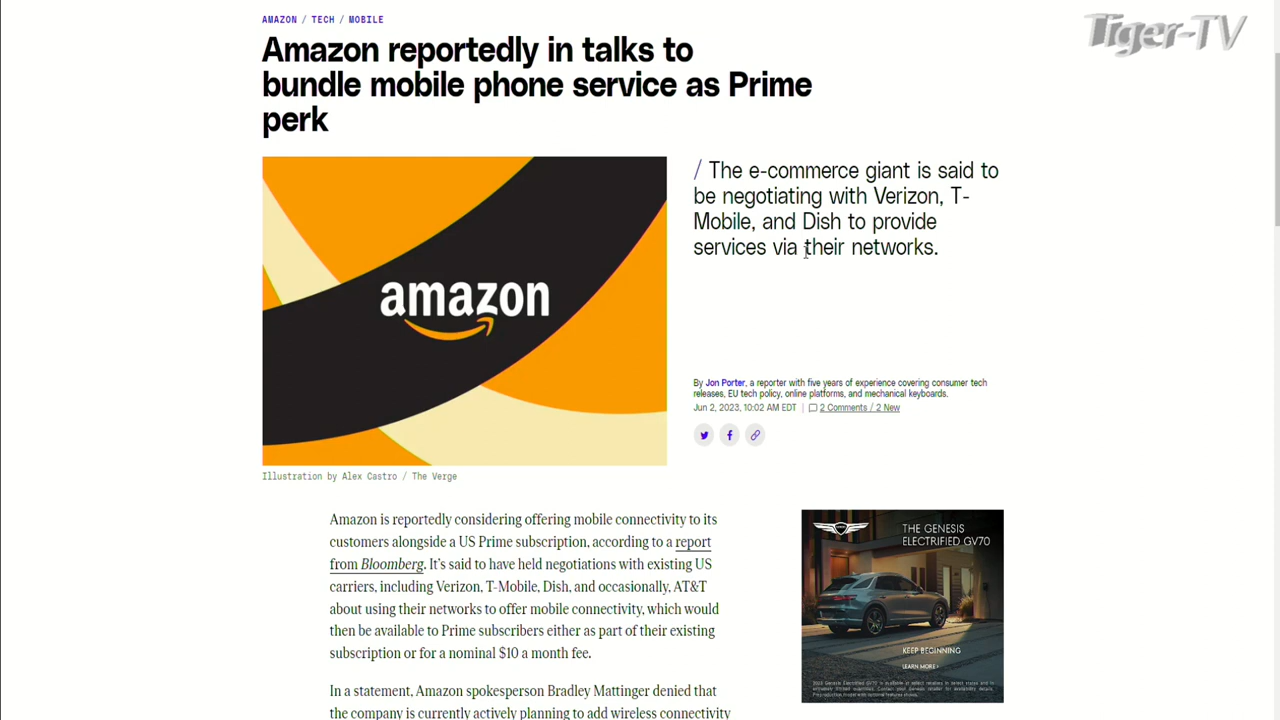 Tiger-TV
AMAZON / TECH / MOBILE
Amazon reportedly in talks to
bundle mobile phone service as Prime
perk
amazon
/ The e-commerce giant is said to
be negotiating with Verizon, T-
Mobile, and Dish to provide
services via their networks.
By Jon Porter, a reporter with five years of experience covering consumer tech
releases, EU tech policy, online platforms, and mechanical keyboards.
Jun 2, 2023, 10:02 AM EDT | 2 Comments / 2 New
Illustration by Alex Castro / The Verge
Amazon is reportedly considering offering mobile connectivity to its
customers alongside a US Prime subscription, according to a report
from Bloomberg. It's said to have held negotiations with existing US
carriers, including Verizon, T-Mobile, Dish, and occasionally, AT&T
about using their networks to offer mobile connectivity, which would
then be available to Prime subscribers either as part of their existing
subscription or for a nominal $10 a month fee.
In a statement, Amazon spokesperson Bradley Mattinger denied that
the company is currently actively planning to add wireless connectivity
THE GENESIS
ELECTRIFIED GV70
KEEP BEGINNING
LEARN MORE ›